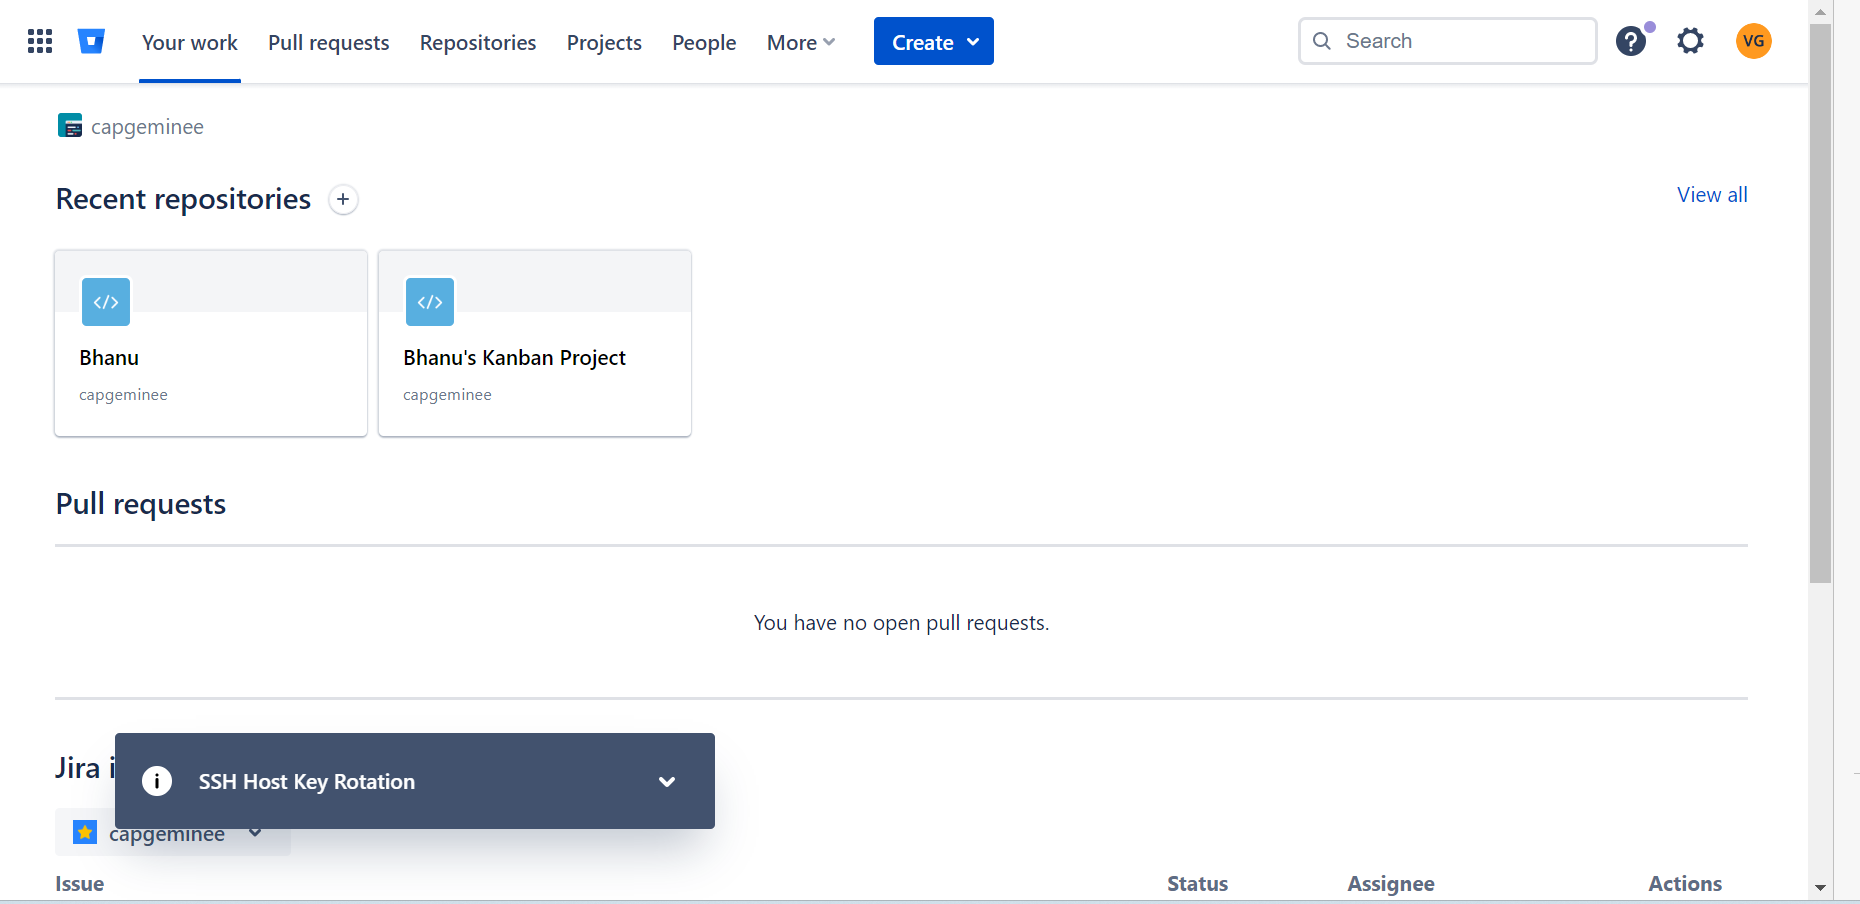 Your work Pull requests Repositories Projects People More Create Search ? VG
capgeminee
Recent repositories + View all
</> </>
Bhanu Bhanu's Kanban Project
capgeminee capgeminee
Pull requests
You have no open pull requests.
Jira i
SSH Host Key Rotation
capgeminee
Issue Status Assignee Actions